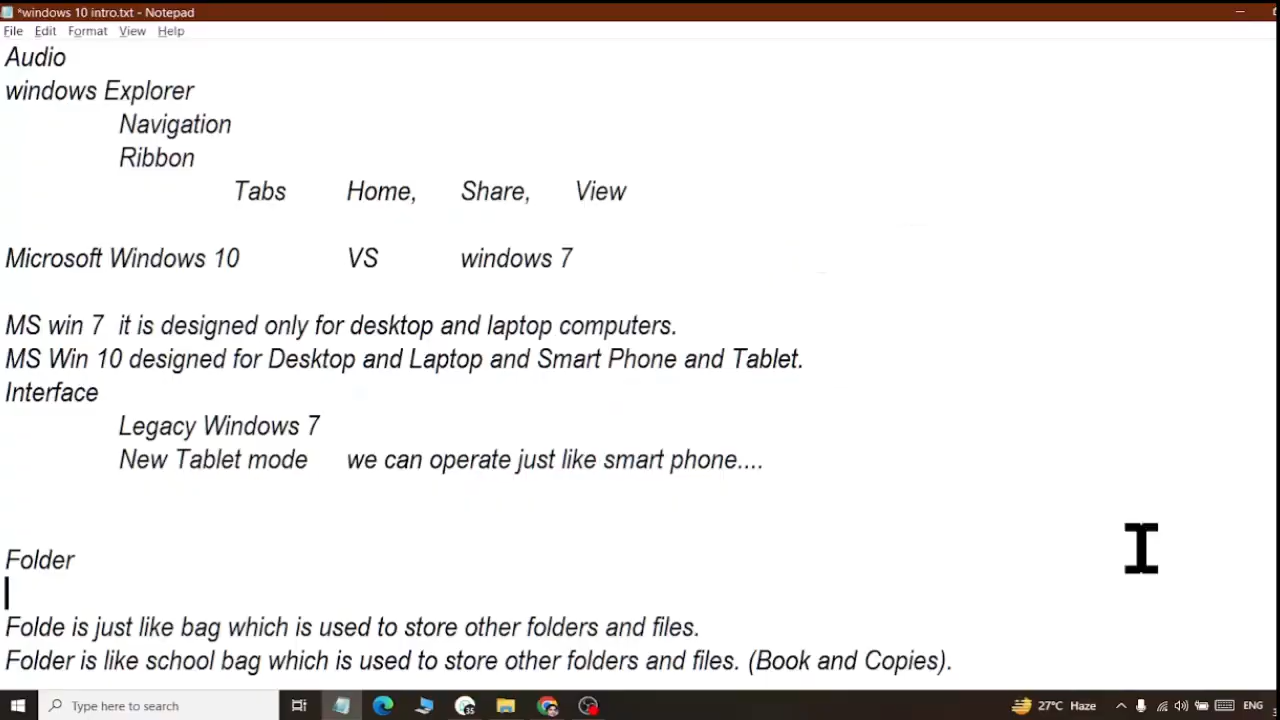 *windows 10 intro.txt - Notepad
File Edit Format View Help
Audio
windows Explorer
Navigation
Ribbon
Tabs Home, Share, View
Microsoft Windows 10 VS windows 7
MS win 7 it is designed only for desktop and laptop computers.
MS Win 10 designed for Desktop and Laptop and Smart Phone and Tablet.
Interface
Legacy Windows 7
New Tablet mode we can operate just like smart phone....
Folder
Folde is just like bag which is used to store other folders and files.
Folder is like school bag which is used to store other folders and files. (Book and Copies).
Type here to search 35 27°C Haze ENG